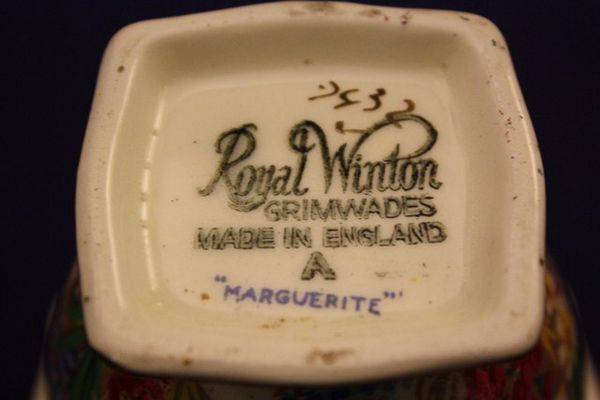 Royal Winton
GRIMWADES
MADE IN ENGLAND
A
"MARGUERITE"